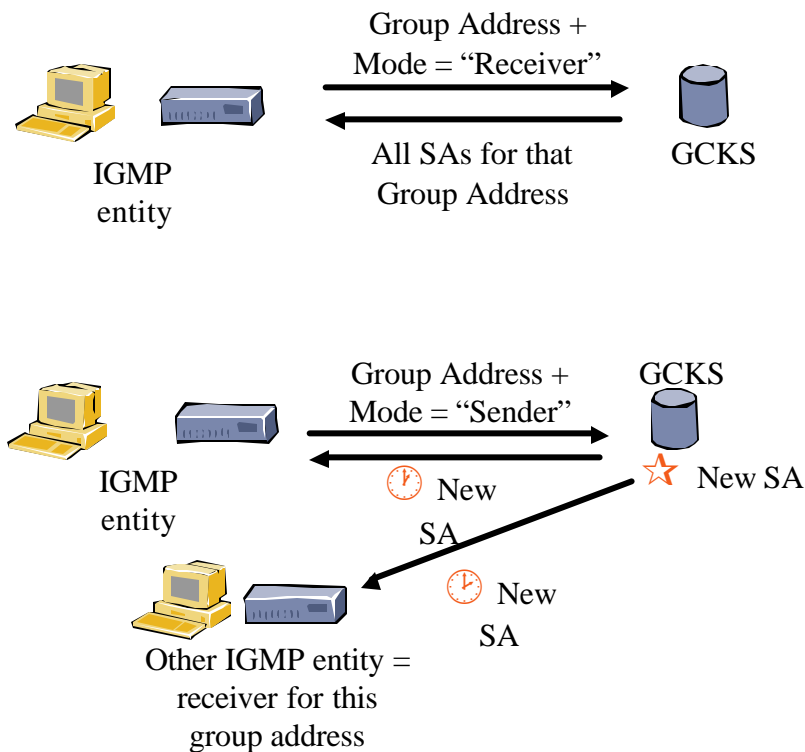 Group Address +
Mode = “Receiver”
All SAs for that
Group Address
IGMP
entity
GCKS
Group Address +
Mode = “Sender”
GCKS
New SA
IGMP
entity
New
SA
New
SA
Other IGMP entity =
receiver for this
group address